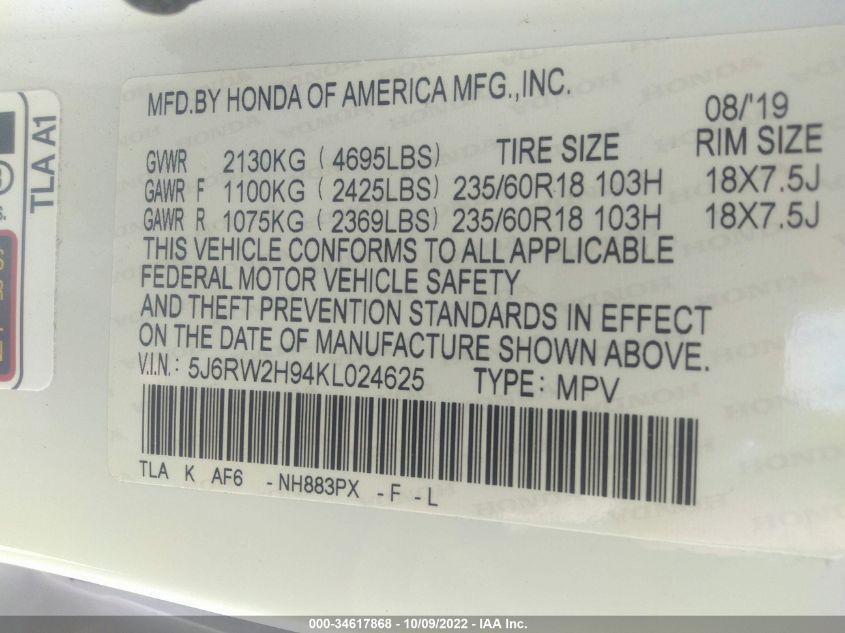 MFD.BY HONDA OF AMERICA MFG.,INC.
08/'19
GVWR 2130KG (4695LBS) TIRE SIZE RIM SIZE
GAWR F 1100KG (2425LBS) 235/60R18 103H 18X7.5J
GAWR R 1075KG (2369LBS) 235/60R18 103H 18X7.5J
THIS VEHICLE CONFORMS TO ALL APPLICABLE
FEDERAL MOTOR VEHICLE SAFETY
AND THEFT PREVENTION STANDARDS IN EFFECT
ON THE DATE OF MANUFACTURE SHOWN ABOVE.
V.I.N.: 5J6RW2H94KL024625 TYPE: MPV
TLA K AF6 -NH883PX -F -L
TLA A1
000-34617868 - 10/09/2022 - IAA Inc.